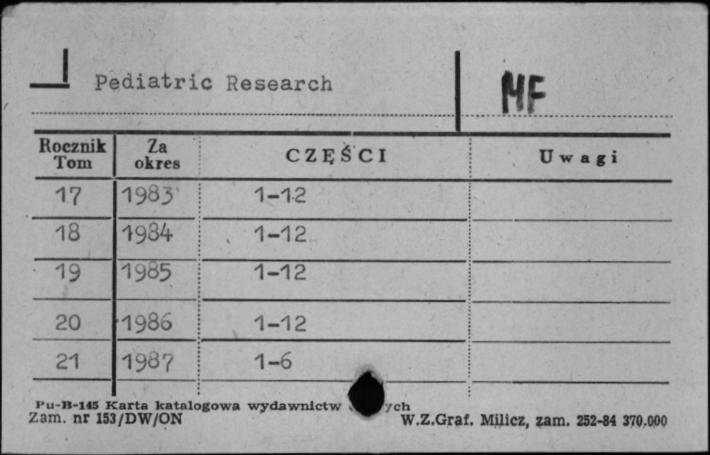 Pediatric Research
MF
Rocznik Tom Za okres CZĘŚCI Uwagi
17 1983 1-12
18 1984 1-12
19 1985 1-12
20 1986 1-12
21 1987 1-6
Pu-B-145 Karta katalogowa wydawnictw
Zam. nr 153/DW/ON
W.Z.Graf. Milicz, zam. 252-84 370.000